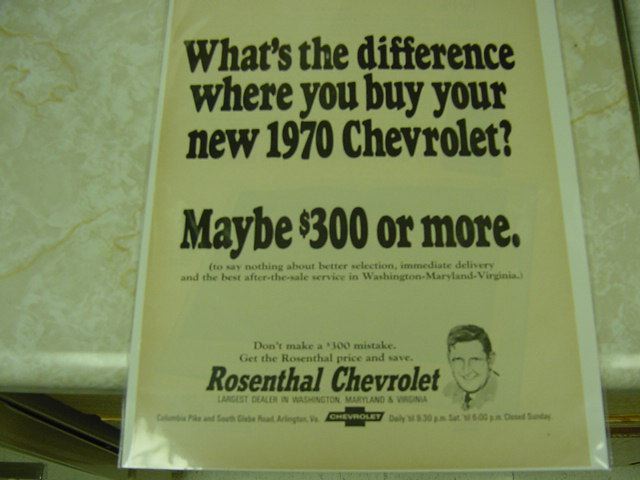 What's the difference
where you buy your
new 1970 Chevrolet?
Maybe $300 or more.
(to say nothing about better selection, immediate delivery
and the best after-the-sale service in Washington-Maryland-Virginia.)
Don't make a $300 mistake.
Get the Rosenthal price and save.
Rosenthal Chevrolet
LARGEST DEALER IN WASHINGTON, MARYLAND & VIRGINIA
Columbia Pike and South Glebe Road, Arlington, Va. CHEVROLET Daily 'til 9:30 p.m. Sat. 'til 6:00 p.m. Closed Sunday.